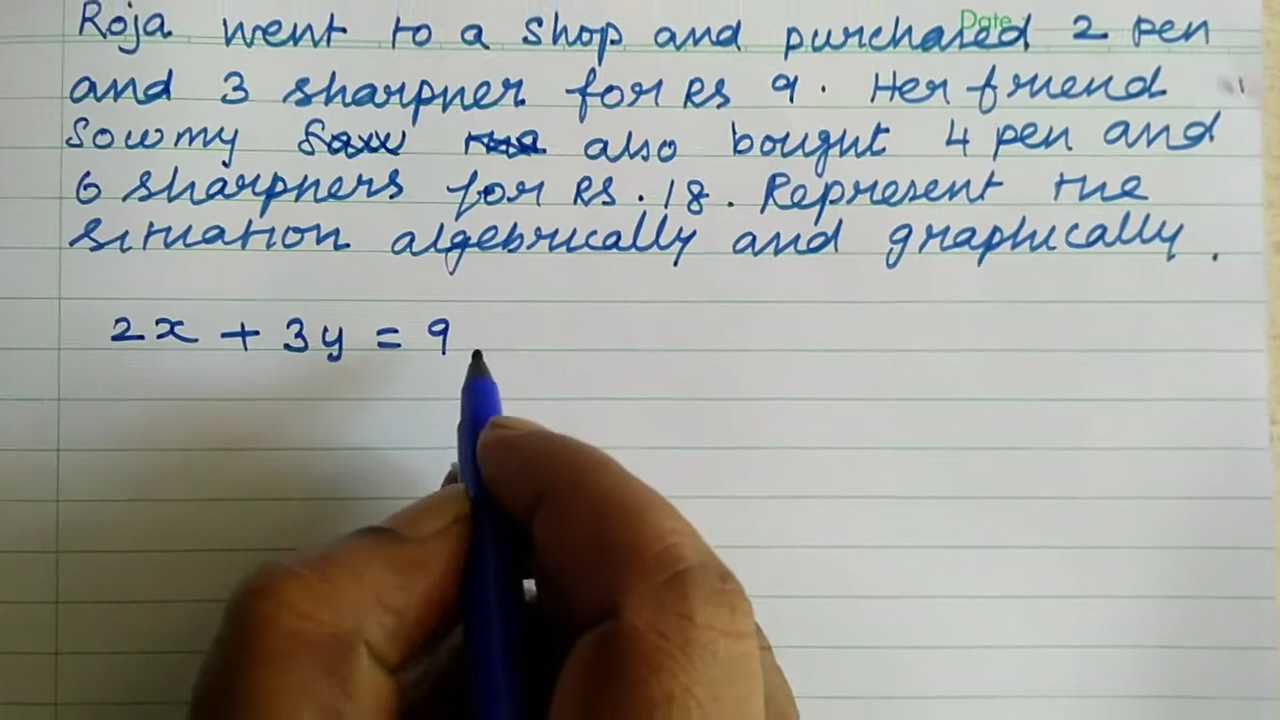 Date
Roja went to a shop and purchased 2 pen
and 3 sharpner for Rs 9. Her friend
Sowmy also bought 4 pen and
6 sharpners for Rs. 18. Represent the
situation algebrically and graphically.
2x + 3y = 9